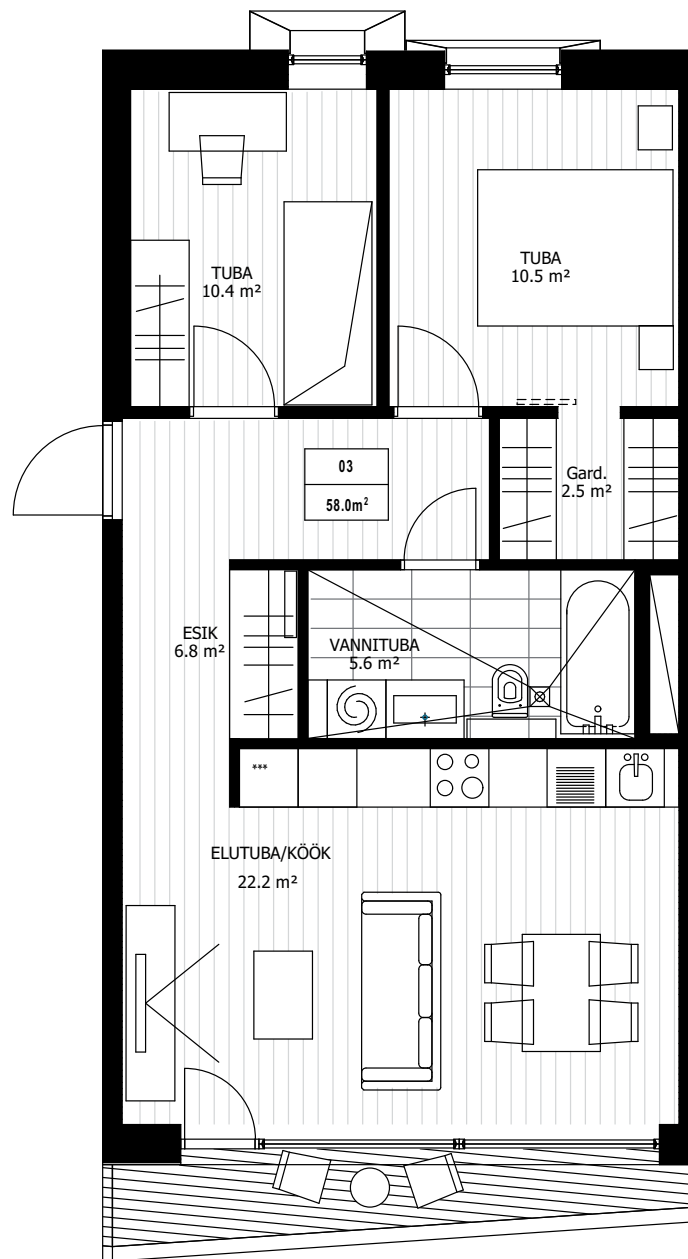 TUBA
10.4 m²
TUBA
10.5 m²
03
58.0m²
Gard.
2.5 m²
ESIK
6.8 m²
VANNITUBA
5.6 m²
***
ELUTUBA/KÖÖK
22.2 m²